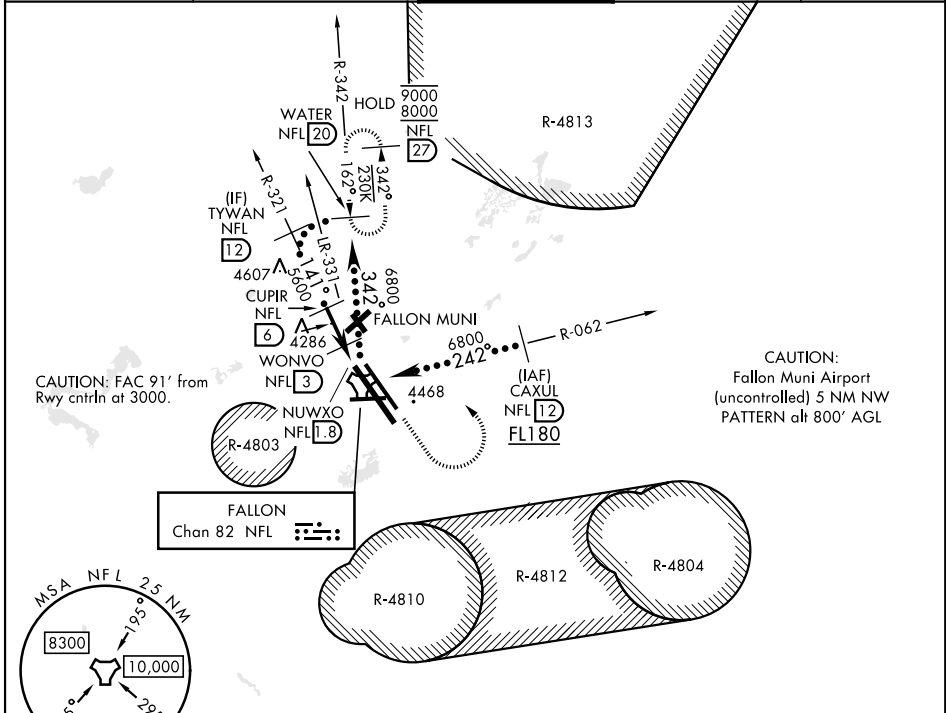 R-342
HOLD
9000
8000
NFL
27
WATER
NFL 20
R-4813
162°
230K
342°
R-321
(IF)
TYWAN
NFL
12
LR-331
141°
5600
4607
342°
6800
CUPIR
NFL
6
4286
FALLON MUNI
WONVO
NFL 3
6800
242°
R-062
(IAF)
CAXUL
NFL 12
FL180
4468
CAUTION: FAC 91' from
Rwy cntrln at 3000.
CAUTION:
Fallon Muni Airport
(uncontrolled) 5 NM NW
PATTERN alt 800' AGL
NUWXO
NFL 1.8
R-4803
FALLON
Chan 82 NFL
R-4810
R-4812
R-4804
MSA NFL 25 NM
195°
8300
10,000